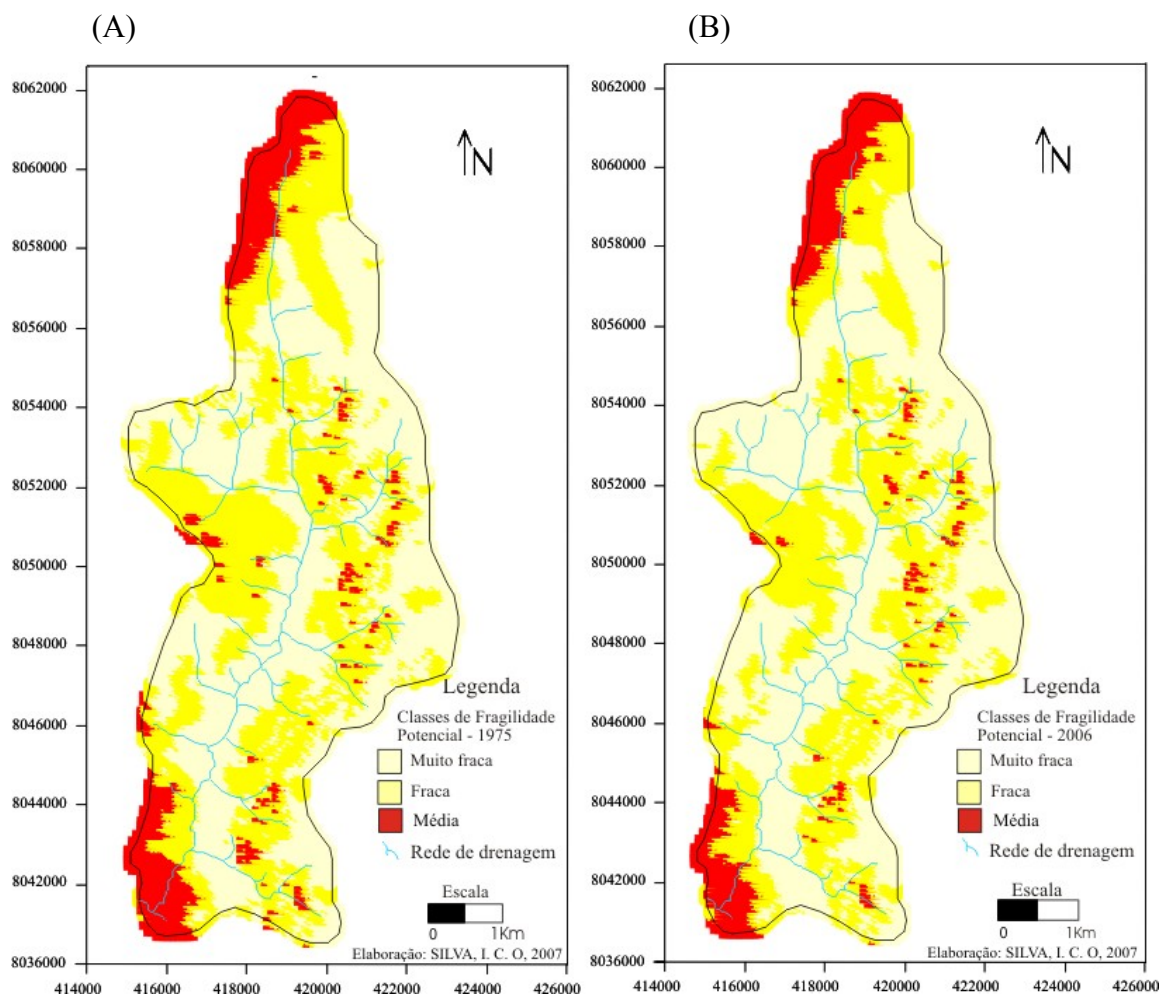 (A)
8062000
8060000
8058000
8056000
8054000
8052000
8050000
8048000
8046000
8044000
8042000
8036000
414000 416000 418000 420000 422000 424000 426000
N
Legenda
Classes de Fragilidade
Potencial - 1975
Muito fraca
Fraca
Média
Rede de drenagem
Escala
0 1Km
Elaboração: SILVA, I. C. O, 2007
(B)
8062000
8060000
8058000
8056000
8054000
8052000
8050000
8048000
8046000
8044000
8042000
8036000
414000 416000 418000 420000 422000 424000 426000
N
Legenda
Classes de Fragilidade
Potencial - 2006
Muito fraca
Fraca
Média
Rede de drenagem
Escala
0 1Km
Elaboração: SILVA, I. C. O, 2007